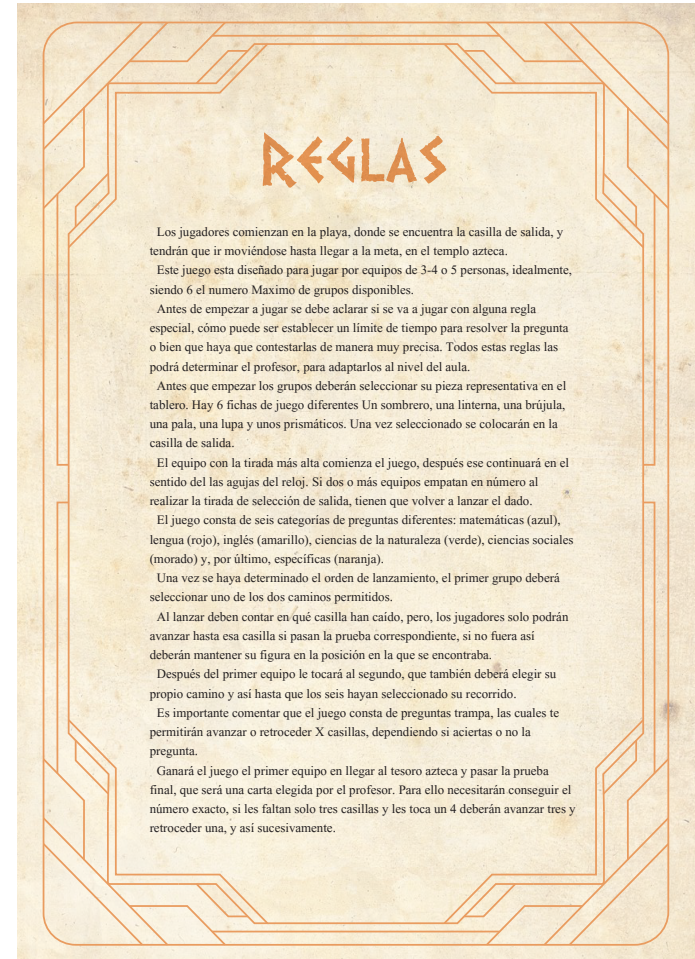 REGLAS
Los jugadores comienzan en la playa, donde se encuentra la casilla de salida, y
tendrán que ir moviéndose hasta llegar a la meta, en el templo azteca.
Este juego esta diseñado para jugar por equipos de 3-4 o 5 personas, idealmente,
siendo 6 el numero Maximo de grupos disponibles.
Antes de empezar a jugar se debe aclarar si se va a jugar con alguna regla
especial, cómo puede ser establecer un límite de tiempo para resolver la pregunta
o bien que haya que contestarlas de manera muy precisa. Todos estas reglas las
podrá determinar el profesor, para adaptarlos al nivel del aula.
Antes que empezar los grupos deberán seleccionar su pieza representativa en el
tablero. Hay 6 fichas de juego diferentes Un sombrero, una linterna, una brújula,
una pala, una lupa y unos prismáticos. Una vez seleccionado se colocarán en la
casilla de salida.
El equipo con la tirada más alta comienza el juego, después ese continuará en el
sentido del las agujas del reloj. Si dos o más equipos empatan en número al
realizar la tirada de selección de salida, tienen que volver a lanzar el dado.
El juego consta de seis categorías de preguntas diferentes: matemáticas (azul),
lengua (rojo), inglés (amarillo), ciencias de la naturaleza (verde), ciencias sociales
(morado) y, por último, específicas (naranja).
Una vez se haya determinado el orden de lanzamiento, el primer grupo deberá
seleccionar uno de los dos caminos permitidos.
Al lanzar deben contar en qué casilla han caído, pero, los jugadores solo podrán
avanzar hasta esa casilla si pasan la prueba correspondiente, si no fuera así
deberán mantener su figura en la posición en la que se encontraba.
Después del primer equipo le tocará al segundo, que también deberá elegir su
propio camino y así hasta que los seis hayan seleccionado su recorrido.
Es importante comentar que el juego consta de preguntas trampa, las cuales te
permitirán avanzar o retroceder X casillas, dependiendo si aciertas o no la
pregunta.
Ganará el juego el primer equipo en llegar al tesoro azteca y pasar la prueba
final, que será una carta elegida por el profesor. Para ello necesitarán conseguir el
número exacto, si les faltan solo tres casillas y les toca un 4 deberán avanzar tres y
retroceder una, y así sucesivamente.